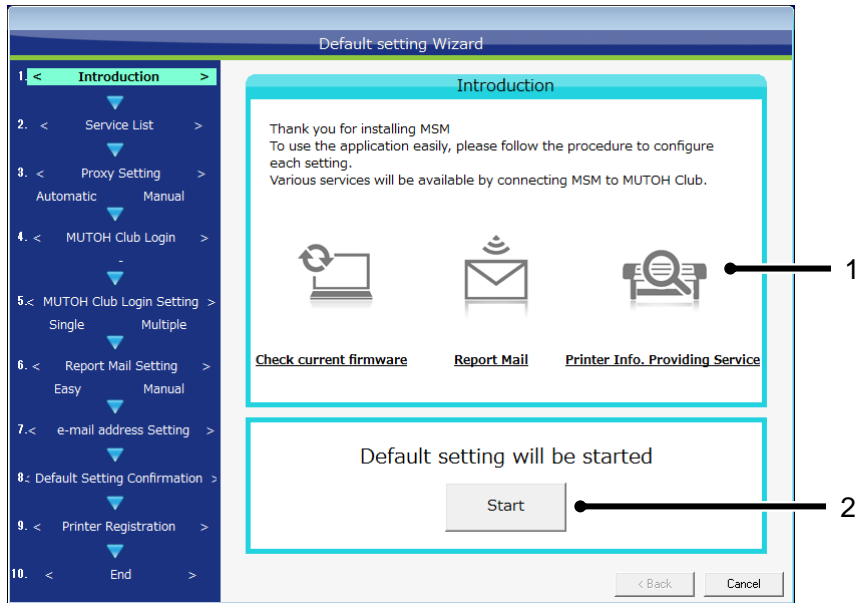 Default setting Wizard
1. < Introduction >
2. < Service List >
3. < Proxy Setting >
Automatic Manual
4. < MUTOH Club Login >
-
5.< MUTOH Club Login Setting >
Single Multiple
6. < Report Mail Setting >
Easy Manual
7.< e-mail address Setting >
8.< Default Setting Confirmation >
9. < Printer Registration >
10. < End >
Introduction
Thank you for installing MSM
To use the application easily, please follow the procedure to configure
each setting.
Various services will be available by connecting MSM to MUTOH Club.
1
Check current firmware Report Mail Printer Info. Providing Service
Default setting will be started
Start
2
< Back Cancel